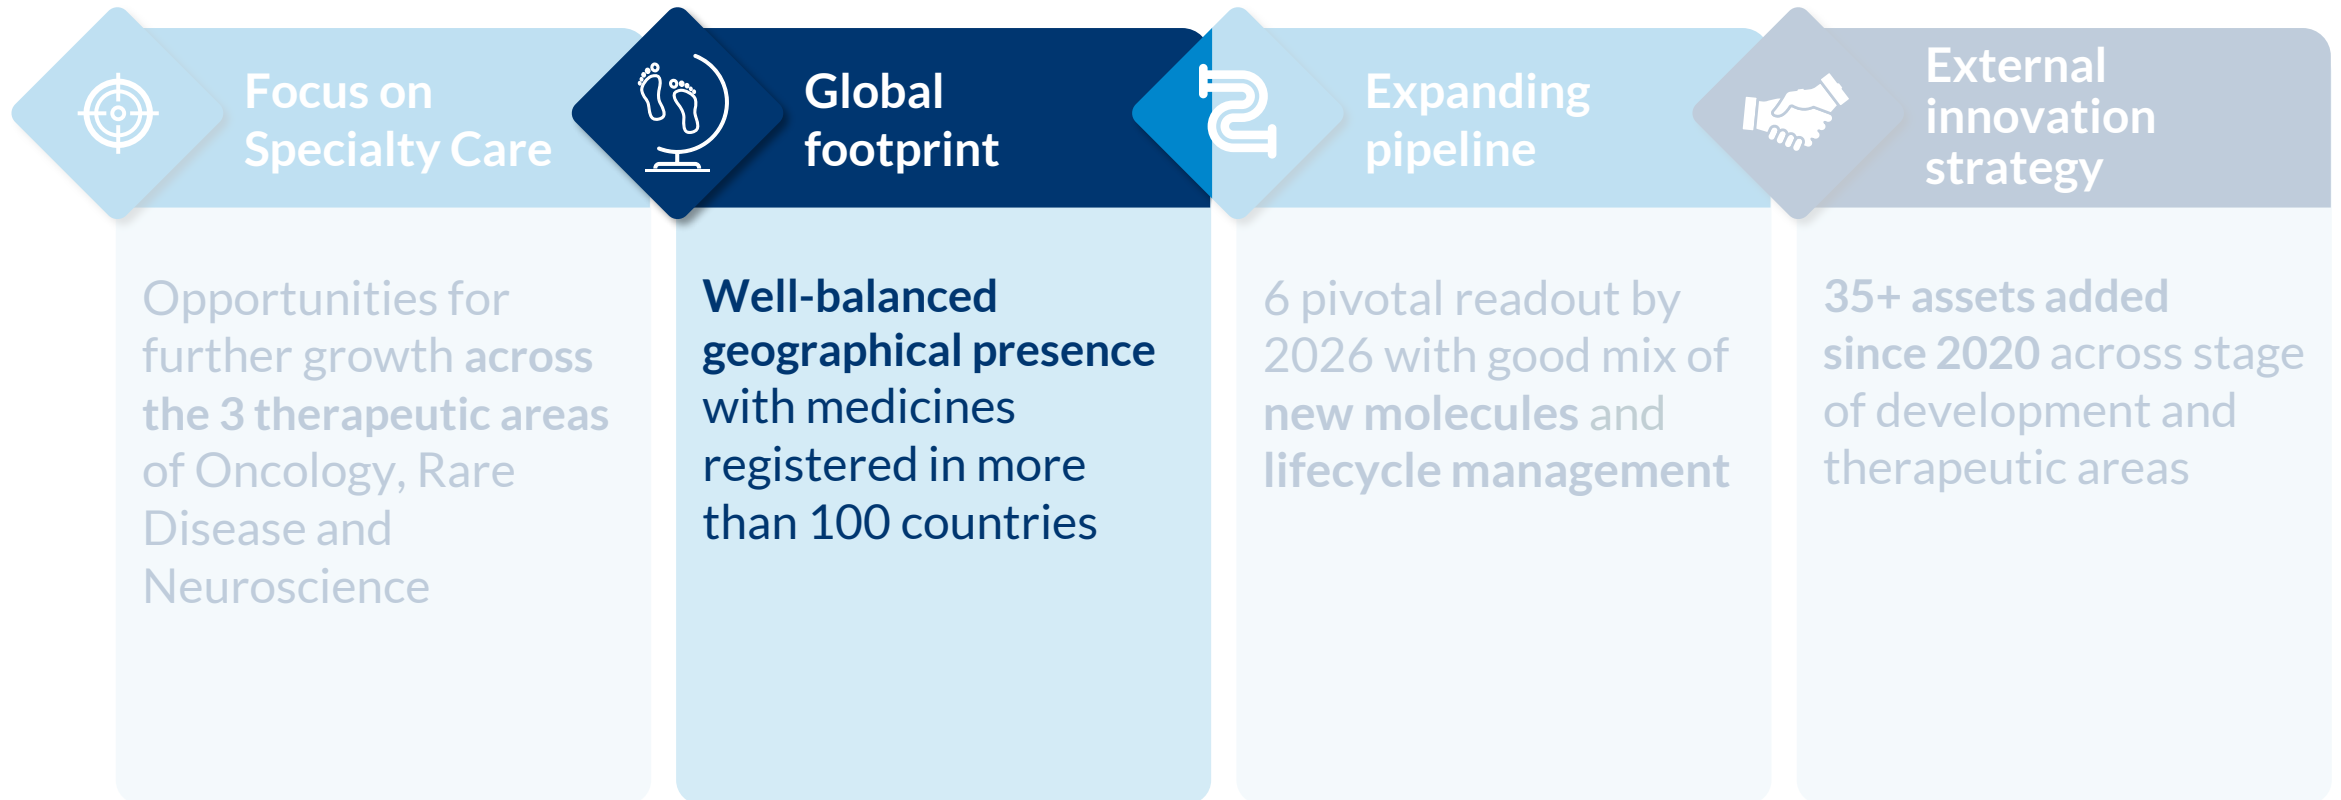 Focus on
Specialty Care
Opportunities for
further growth across
the 3 therapeutic areas
of Oncology, Rare
Disease and
Neuroscience
Global
footprint
Well-balanced
geographical presence
with medicines
registered in more
than 100 countries
Expanding
pipeline
6 pivotal readout by
2026 with good mix of
new molecules and
lifecycle management
External
innovation
strategy
35+ assets added
since 2020 across stage
of development and
therapeutic areas